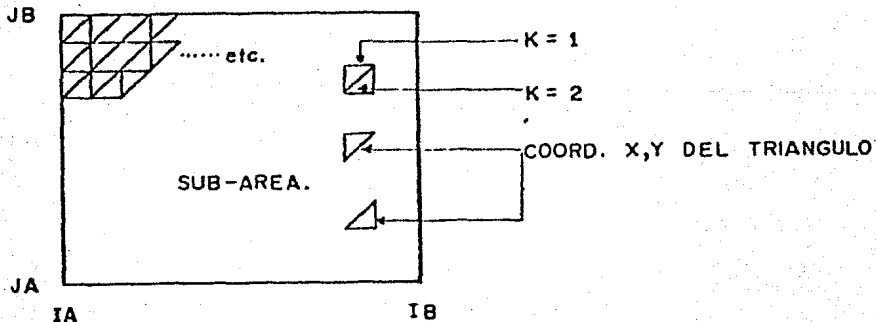 JB
...... etc.
K = 1
K = 2
COORD. X,Y DEL TRIANGULO
SUB-AREA.
JA
IA
IB